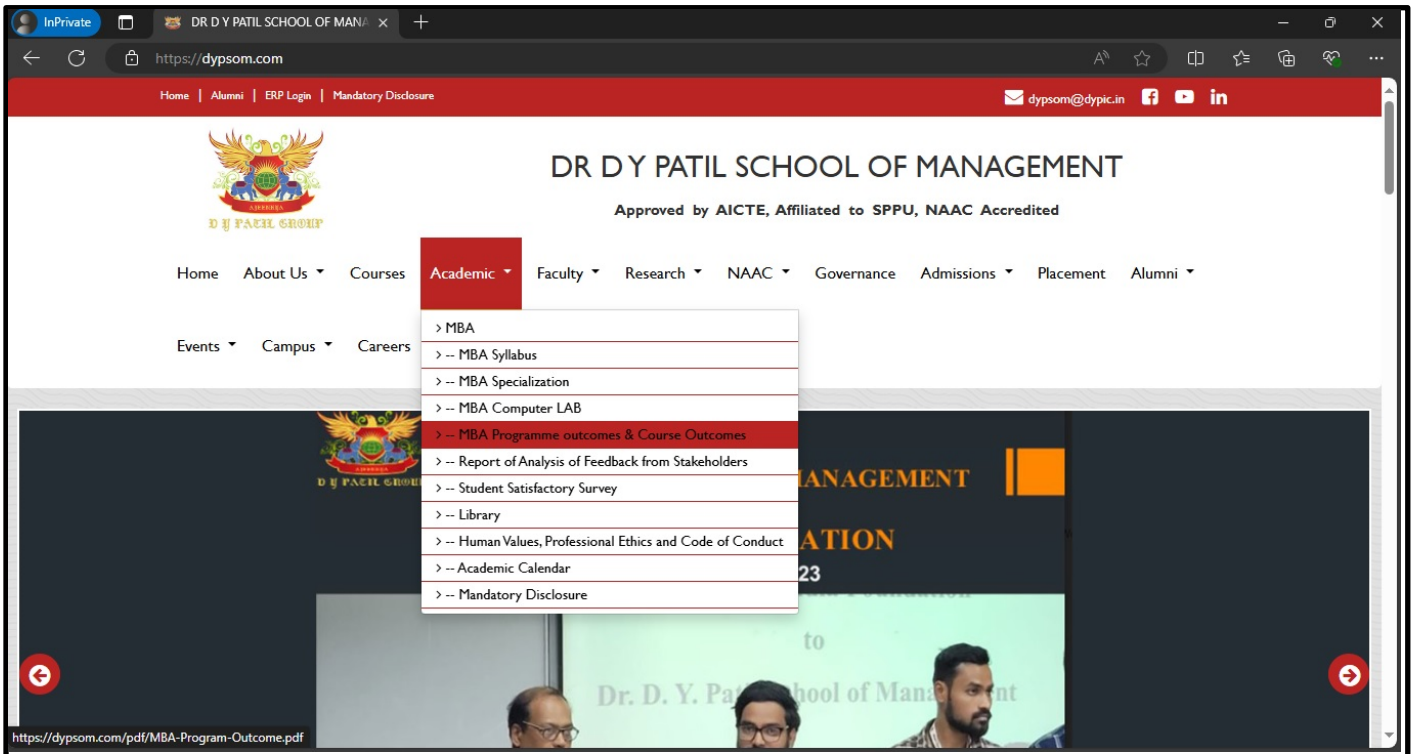 InPrivate
DR D Y PATIL SCHOOL OF MANA
https://dypsom.com
Home | Alumni | ERP Login | Mandatory Disclosure
dypsom@dypic.in
AJEENKYA
D Y PATIL GROUP
DR D Y PATIL SCHOOL OF MANAGEMENT
Approved by AICTE, Affiliated to SPPU, NAAC Accredited
Home About Us Courses Academic Faculty Research NAAC Governance Admissions Placement Alumni
Events Campus Careers
> MBA
> -- MBA Syllabus
> -- MBA Specialization
> -- MBA Computer LAB
> -- MBA Programme outcomes & Course Outcomes
> -- Report of Analysis of Feedback from Stakeholders
> -- Student Satisfactory Survey
> -- Library
> -- Human Values, Professional Ethics and Code of Conduct
> -- Academic Calendar
> -- Mandatory Disclosure
D Y PATIL GROUP
MANAGEMENT
ATION
23
to
Dr. D. Y. Pa hool of Mana nt
https://dypsom.com/pdf/MBA-Program-Outcome.pdf